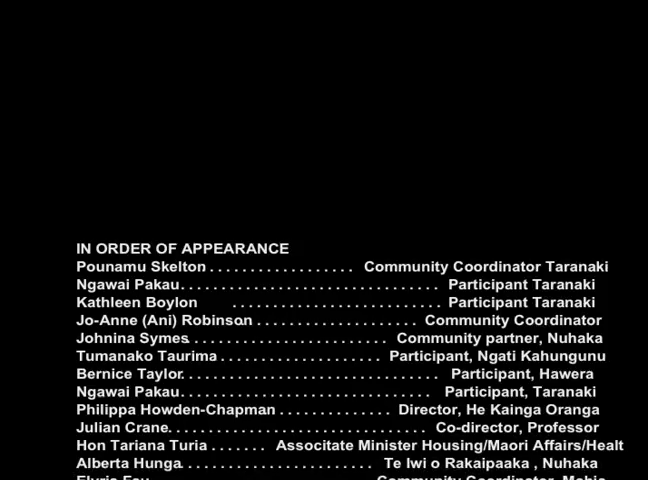 IN ORDER OF APPEARANCE
Pounamu Skelton . . . . . . . . . . . . . . . . . . Community Coordinator Taranaki
Ngawai Pakau. . . . . . . . . . . . . . . . . . . . . . . . . . . . . . . . Participant Taranaki
Kathleen Boylon . . . . . . . . . . . . . . . . . . . . . . . . . . Participant Taranaki
Jo-Anne (Ani) Robinson . . . . . . . . . . . . . . . . . . . . Community Coordinator
Johnina Symes. . . . . . . . . . . . . . . . . . . . . . . . . Community partner, Nuhaka
Tumanako Taurima . . . . . . . . . . . . . . . . . . . . Participant, Ngati Kahungunu
Bernice Taylor. . . . . . . . . . . . . . . . . . . . . . . . . . . . . . . . Participant, Hawera
Ngawai Pakau. . . . . . . . . . . . . . . . . . . . . . . . . . . . . . . Participant, Taranaki
Philippa Howden-Chapman . . . . . . . . . . . . . . Director, He Kainga Oranga
Julian Crane. . . . . . . . . . . . . . . . . . . . . . . . . . . . . . . . Co-director, Professor
Hon Tariana Turia . . . . . . . Associtate Minister Housing/Maori Affairs/Healt
Alberta Hunga. . . . . . . . . . . . . . . . . . . . . . . . Te Iwi o Rakaipaaka , Nuhaka
Community Coordinator